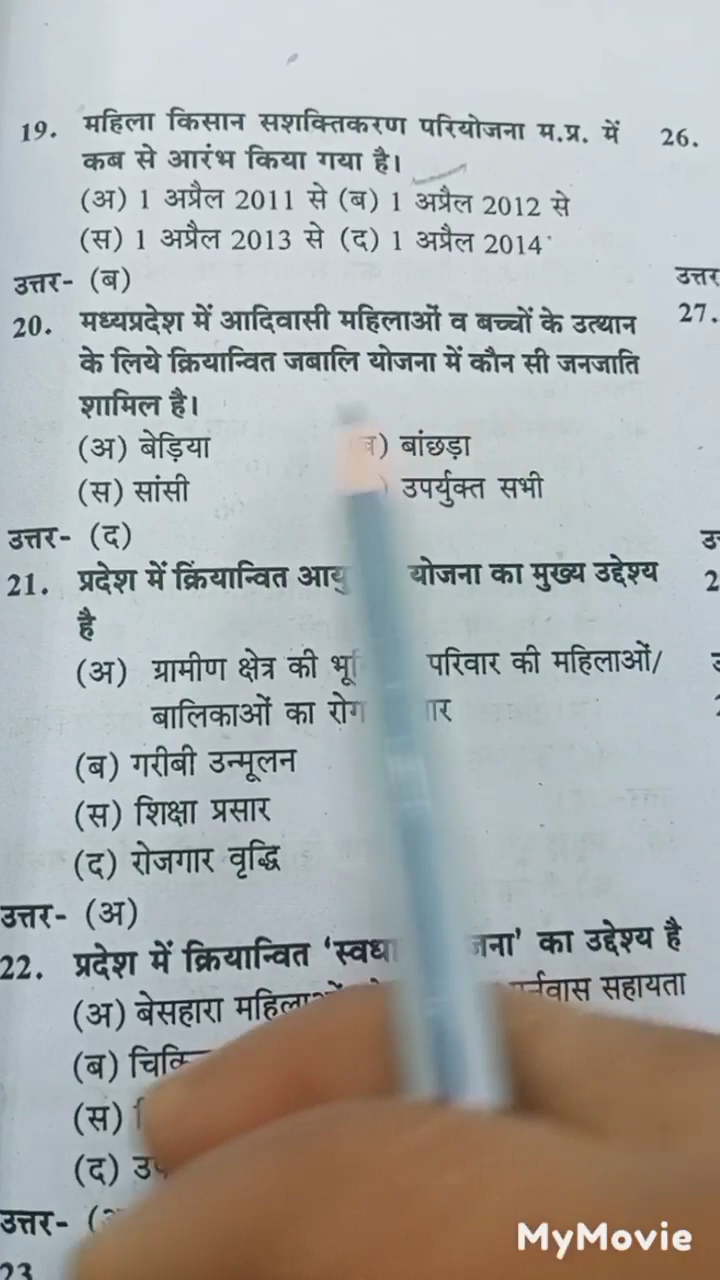 19. महिला किसान सशक्तिकरण परियोजना म.प्र. में
कब से आरंभ किया गया है।
(अ) 1 अप्रैल 2011 से (ब) 1 अप्रैल 2012 से
(स) 1 अप्रैल 2013 से (द) 1 अप्रैल 2014
उत्तर- (ब)
20. मध्यप्रदेश में आदिवासी महिलाओं व बच्चों के उत्थान
के लिये क्रियान्वित जबालि योजना में कौन सी जनजाति
शामिल है।
(अ) बेड़िया (ब) बांछड़ा
(स) सांसी ) उपर्युक्त सभी
उत्तर- (द)
21. प्रदेश में क्रियान्वित योजना का मुख्य उद्देश्य
है
(अ) ग्रामीण क्षेत्र की परिवार की महिलाओं/
बालिकाओं का
(ब) गरीबी उन्मूलन
(स) शिक्षा प्रसार
(द) रोजगार वृद्धि
उत्तर- (अ)
22. प्रदेश में क्रियान्वित का उद्देश्य है
(अ) बेसहारा सहायता
(ब)
(स)
(द)
उत्तर-
23
26.
उत्तर
27.
MyMovie